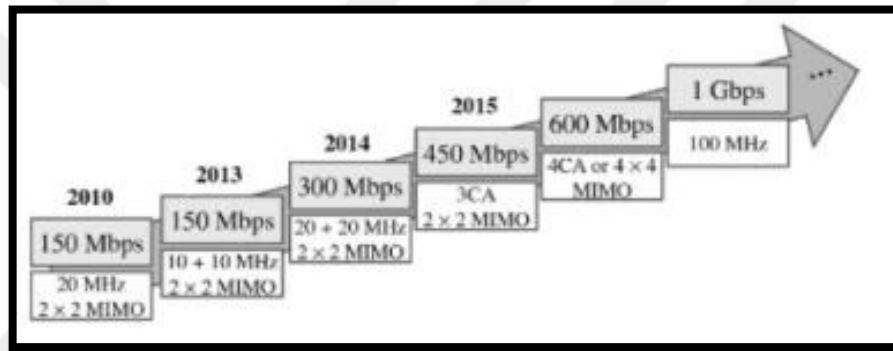 2010
150 Mbps
20 MHz
2 × 2 MIMO
2013
150 Mbps
10 + 10 MHz
2 × 2 MIMO
2014
300 Mbps
20 + 20 MHz
2 × 2 MIMO
2015
450 Mbps
3CA
2 × 2 MIMO
600 Mbps
4CA or 4 × 4
MIMO
1 Gbps
100 MHz
...